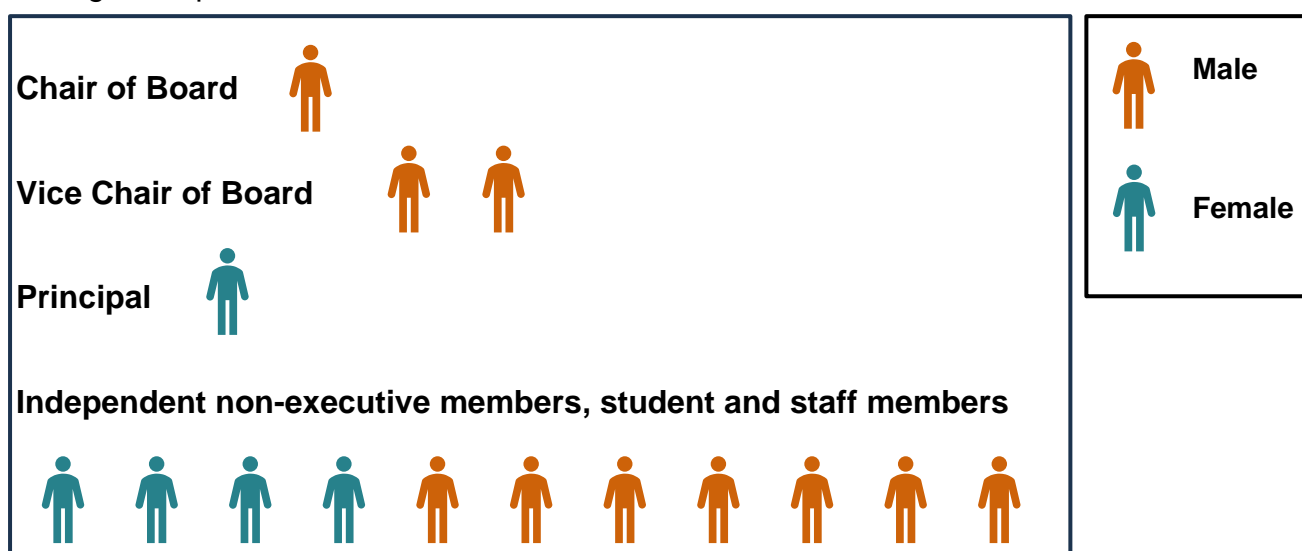 Chair of Board
Male
Vice Chair of Board
Female
Principal
Independent non-executive members, student and staff members